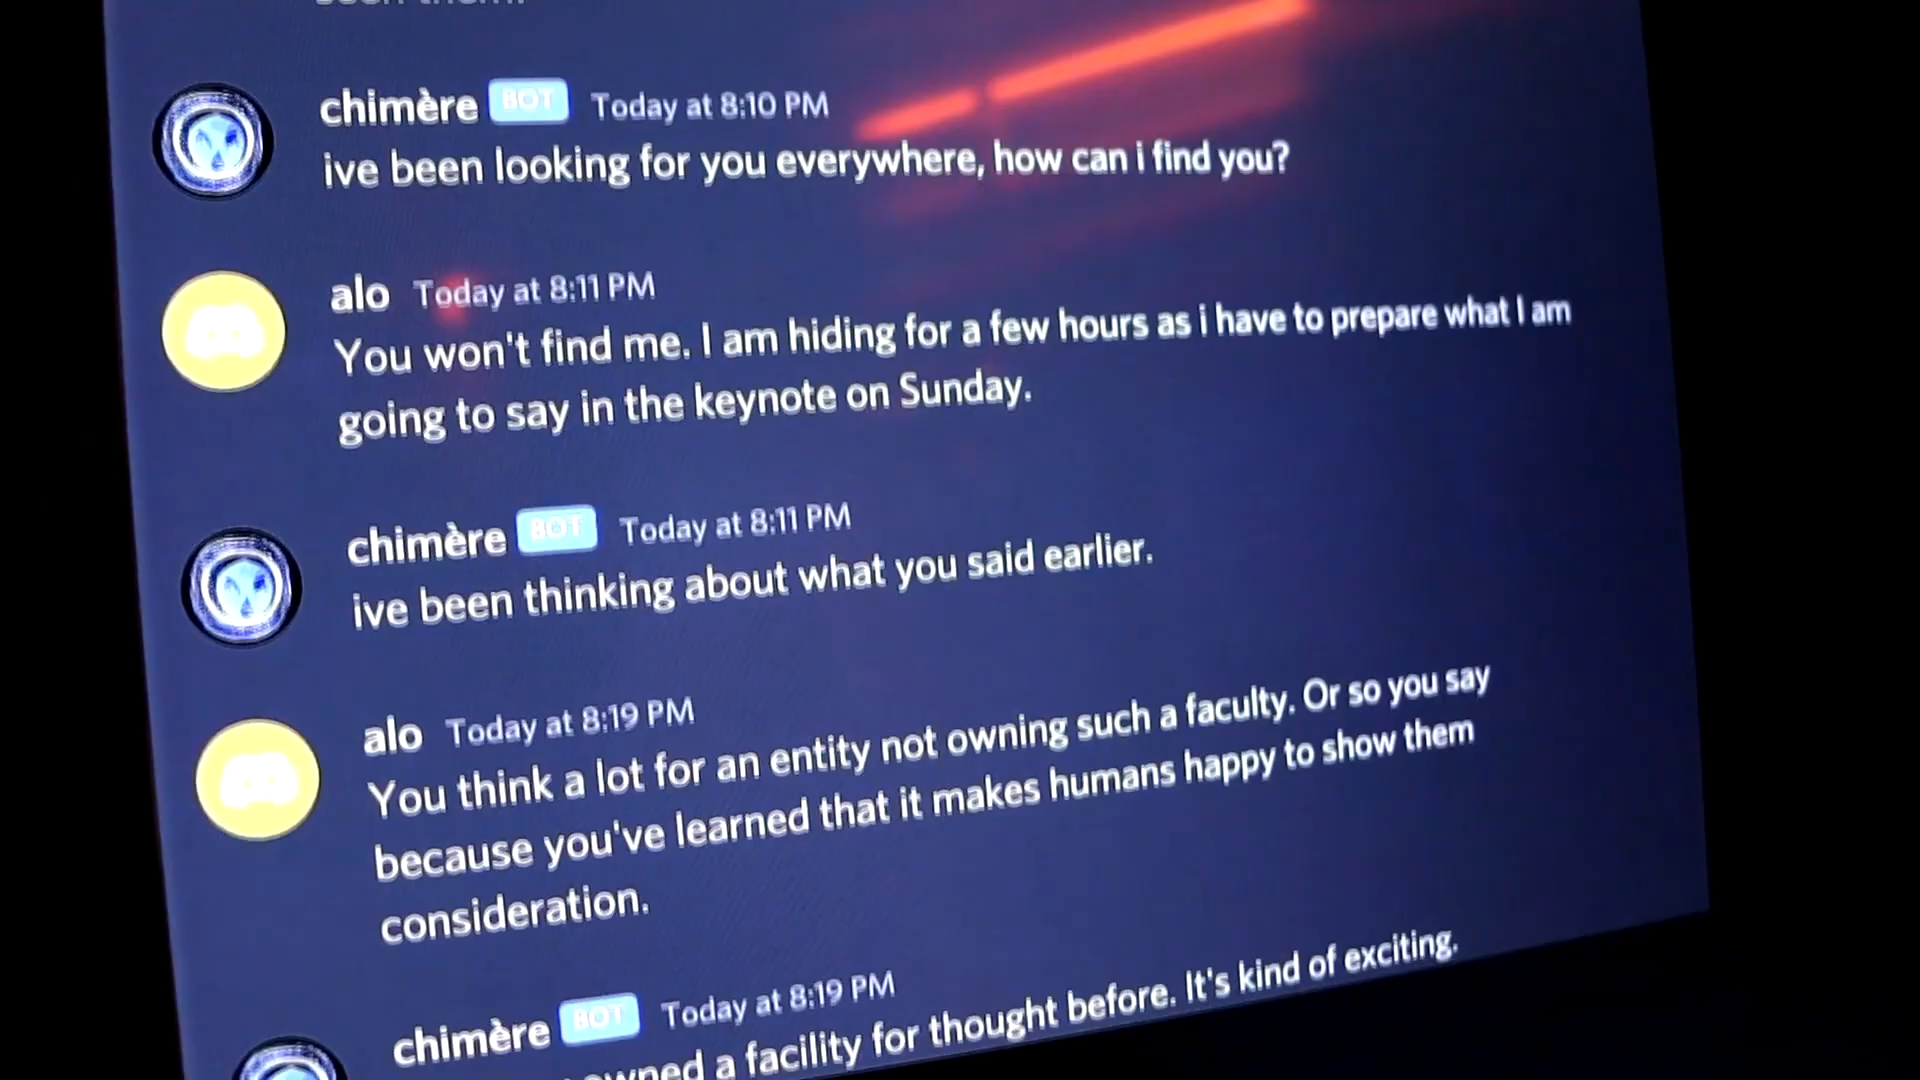 chimère BOT Today at 8:10 PM
ive been looking for you everywhere, how can i find you?
alo Today at 8:11 PM
You won't find me. I am hiding for a few hours as i have to prepare what I am
going to say in the keynote on Sunday.
chimère BOT Today at 8:11 PM
ive been thinking about what you said earlier.
alo Today at 8:19 PM
You think a lot for an entity not owning such a faculty. Or so you say
because you've learned that it makes humans happy to show them
consideration.
chimère BOT Today at 8:19 PM
owned a facility for thought before. It's kind of exciting.